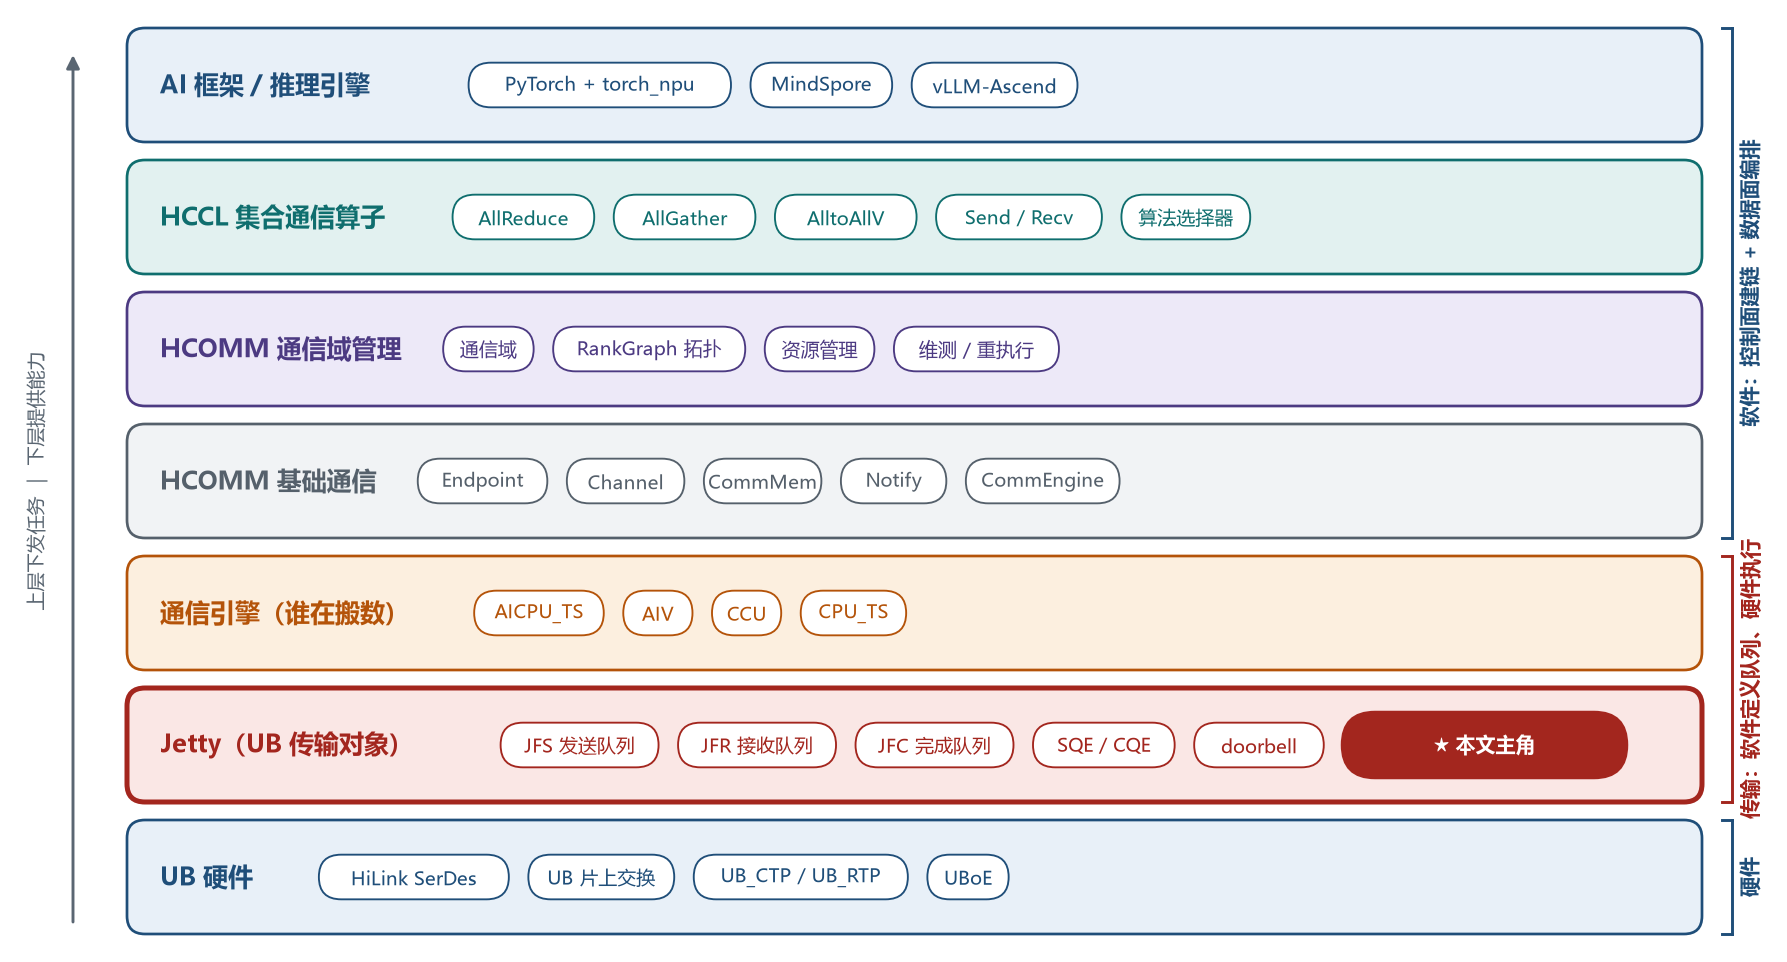 AI 框架 / 推理引擎
PyTorch + torch_npu
MindSpore
vLLM-Ascend
HCCL 集合通信算子
AllReduce
AllGather
AlltoAllV
Send / Recv
算法选择器
HCOMM 通信域管理
通信域
RankGraph 拓扑
资源管理
维测 / 重执行
HCOMM 基础通信
Endpoint
Channel
CommMem
Notify
CommEngine
通信引擎（谁在搬数）
AICPU_TS
AIV
CCU
CPU_TS
Jetty（UB 传输对象）
JFS 发送队列
JFR 接收队列
JFC 完成队列
SQE / CQE
doorbell
★ 本文主角
UB 硬件
HiLink SerDes
UB 片上交换
UB_CTP / UB_RTP
UBoE
上层下发任务 | 下层提供能力
软件：控制面建链 + 数据面编排
传输：软件定义队列、硬件执行
硬件